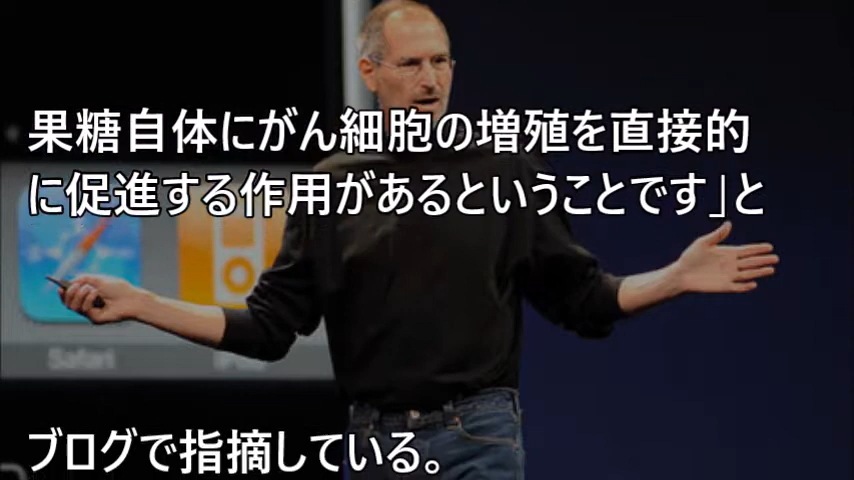 果糖自体にがん細胞の増殖を直接的
に促進する作用があるということです」と
Safari
ブログで指摘している。